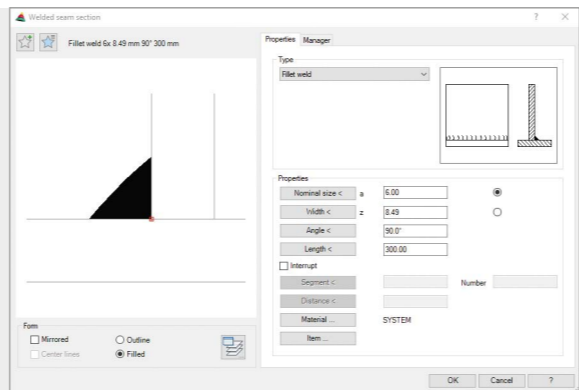 Welded seam section ? X
Fillet weld 6x 8.49 mm 90° 300 mm
Properties Manager
Type
Fillet weld
Properties
Nominal size < a 6.00
Width < z 8.49
Angle < 90.0°
Length < 300.00
Interrupt
Segment < Number
Distance <
Material ... SYSTEM
Item ...
Form
Mirrored Outline
Center lines Filled
OK Cancel ?